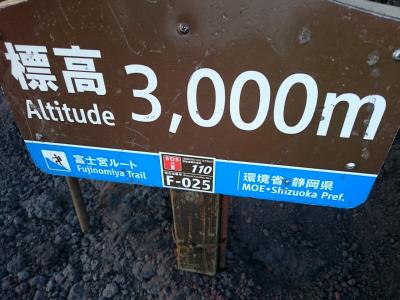 標高
Altitude
3,000m
富士宮ルート
Fujinomiya Trail
SOS
110
F-025
環境省・静岡県
MOE・Shizuoka Pref.